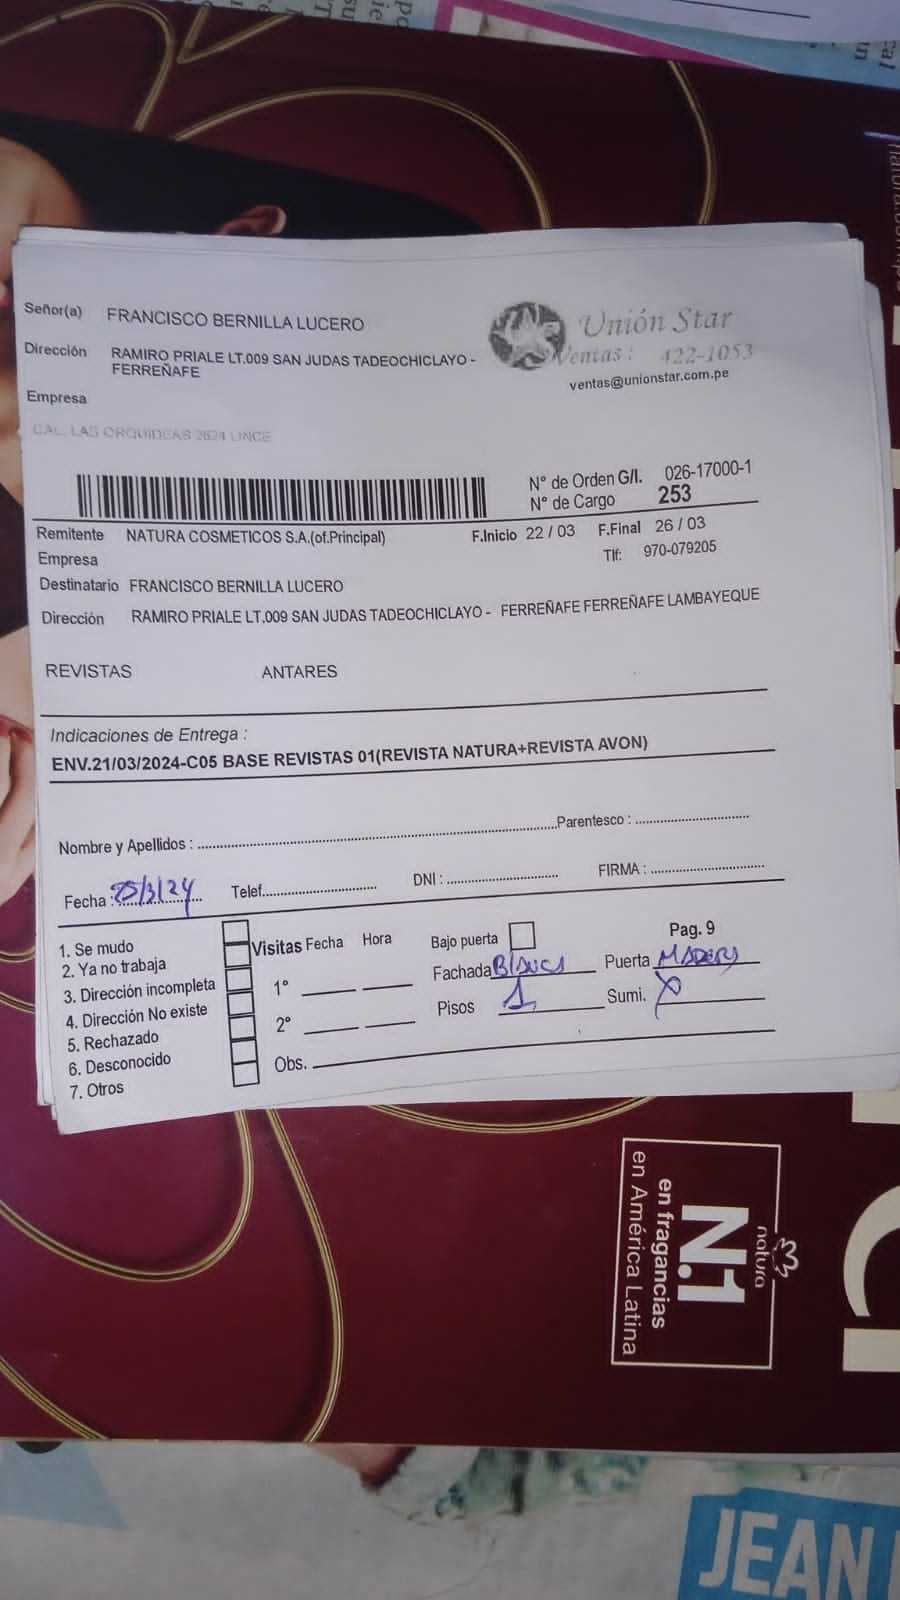 Señor(a) FRANCISCO BERNILLA LUCERO
Dirección RAMIRO PRIALE LT.009 SAN JUDAS TADEOCHICLAYO -
FERREÑAFE
Empresa
CAL. LAS ORQUIDEAS 2624 LINCE
Unión Star
Ventas : 422-1053
ventas@unionstar.com.pe
N° de Orden G/I. 026-17000-1
N° de Cargo 253
Remitente NATURA COSMETICOS S.A.(of.Principal) F.Inicio 22 / 03 F.Final 26 / 03
Empresa Tlf: 970-079205
Destinatario FRANCISCO BERNILLA LUCERO
Dirección RAMIRO PRIALE LT.009 SAN JUDAS TADEOCHICLAYO - FERREÑAFE FERREÑAFE LAMBAYEQUE
REVISTAS ANTARES
Indicaciones de Entrega :
ENV.21/03/2024-C05 BASE REVISTAS 01(REVISTA NATURA+REVISTA AVON)
Nombre y Apellidos : Parentesco :
Fecha : 25/3/24 Telef. DNI : FIRMA :
1. Se mudo
2. Ya no trabaja
3. Dirección incompleta
4. Dirección No existe
5. Rechazado
6. Desconocido
7. Otros
Visitas Fecha Hora
1°
2°
Obs.
Bajo puerta Pag. 9
Fachada Blanca Puerta MADERA
Pisos 1 Sumi. X
natura
N.1
en fragancias
en América Latina
JEAN